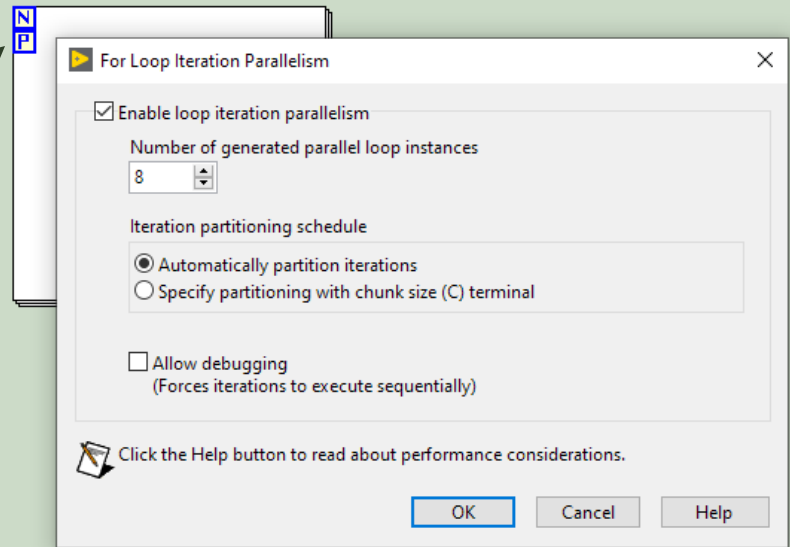 N
P
For Loop Iteration Parallelism
Enable loop iteration parallelism
Number of generated parallel loop instances
8
Iteration partitioning schedule
Automatically partition iterations
Specify partitioning with chunk size (C) terminal
Allow debugging
(Forces iterations to execute sequentially)
Click the Help button to read about performance considerations.
OK Cancel Help